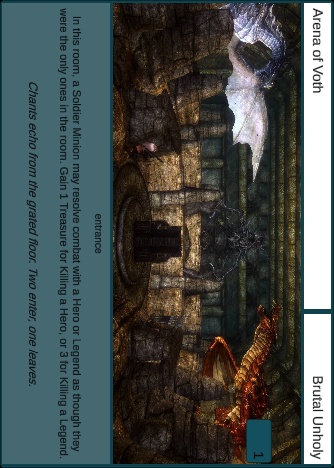 Arena of Voth
Brutal Unholy
1
entrance
In this room, a Soldier Minion may resolve combat with a Hero or Legend as though they
were the only ones in the room. Gain 1 Treasure for Killing a Hero, or 3 for Killing a Legend.
Chants echo from the grated floor. Two enter, one leaves.